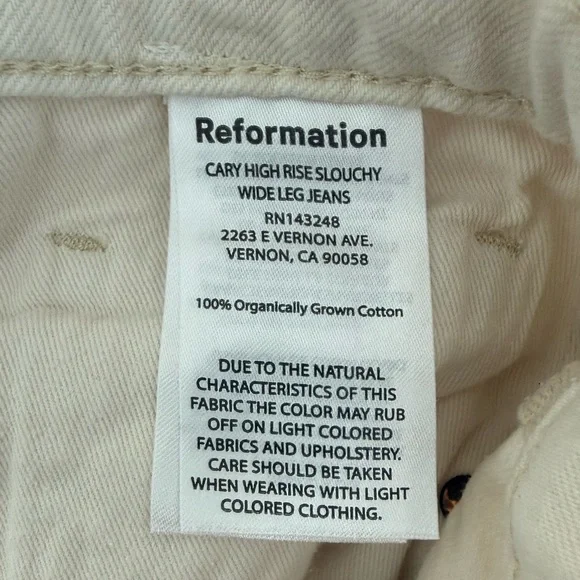 Reformation
CARY HIGH RISE SLOUCHY
WIDE LEG JEANS
RN143248
2263 E VERNON AVE.
VERNON, CA 90058
100% Organically Grown Cotton
DUE TO THE NATURAL
CHARACTERISTICS OF THIS
FABRIC THE COLOR MAY RUB
OFF ON LIGHT COLORED
FABRICS AND UPHOLSTERY.
CARE SHOULD BE TAKEN
WHEN WEARING WITH LIGHT
COLORED CLOTHING.